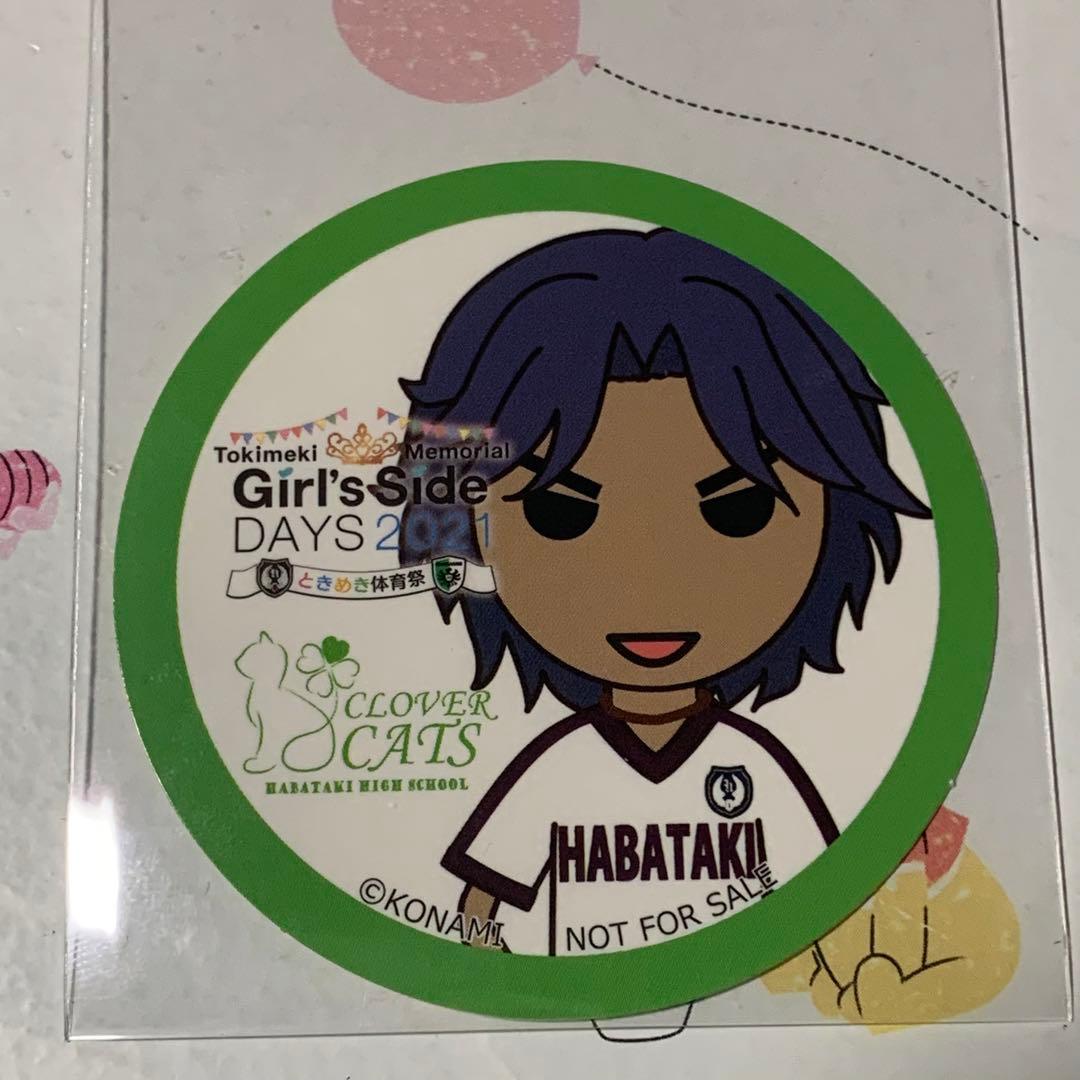 Tokimeki Memorial
Girl's Side
DAYS 2021
ときめき体育祭
CLOVER
CATS
HABATAKI HIGH SCHOOL
HABATAKI
©KONAMI
NOT FOR SALE